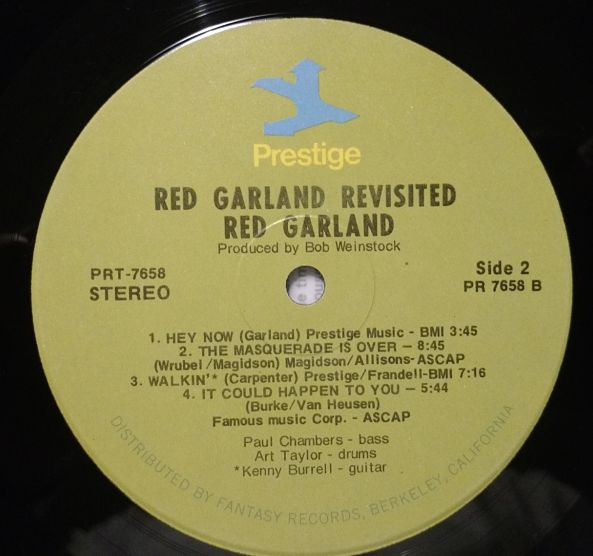 Prestige
RED GARLAND REVISITED
RED GARLAND
Produced by Bob Weinstock
PRT-7658
STEREO
Side 2
PR 7658 B
1. HEY NOW (Garland) Prestige Music - BMI 3:45
2. THE MASQUERADE IS OVER — 8:45
(Wrubel/Magidson) Magidson/Allisons-ASCAP
3. WALKIN'* (Carpenter) Prestige/Frandell-BMI 7:16
4. IT COULD HAPPEN TO YOU — 5:44
(Burke/Van Heusen)
Famous music Corp. - ASCAP
Paul Chambers - bass
Art Taylor - drums
*Kenny Burrell - guitar
DISTRIBUTED BY FANTASY RECORDS, BERKELEY, CALIFORNIA